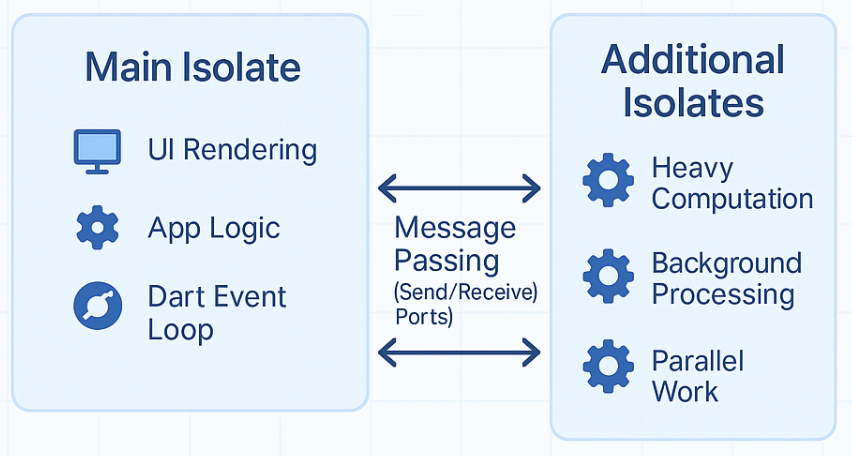 Main Isolate
UI Rendering
App Logic
Dart Event
Loop
Message
Passing
(Send/Receive)
Ports)
Additional
Isolates
Heavy
Computation
Background
Processing
Parallel
Work